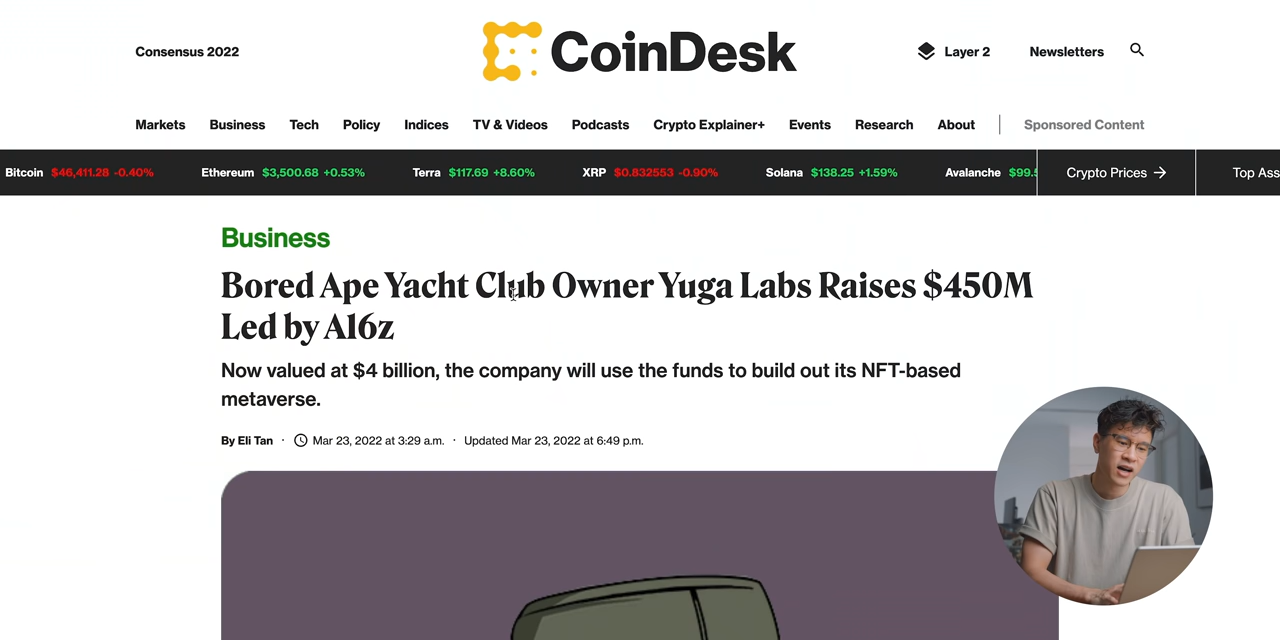 Consensus 2022
CoinDesk
Layer 2
Newsletters
Markets Business Tech Policy Indices TV & Videos Podcasts Crypto Explainer+ Events Research About Sponsored Content
Bitcoin $46,411.28 -0.40% Ethereum $3,500.68 +0.53% Terra $117.69 +8.60% XRP $0.832553 -0.90% Solana $138.25 +1.59% Avalanche $99.5 Crypto Prices → Top Ass
Business
Bored Ape Yacht Club Owner Yuga Labs Raises $450M
Led by A16z
Now valued at $4 billion, the company will use the funds to build out its NFT-based
metaverse.
By Eli Tan · Mar 23, 2022 at 3:29 a.m. · Updated Mar 23, 2022 at 6:49 p.m.